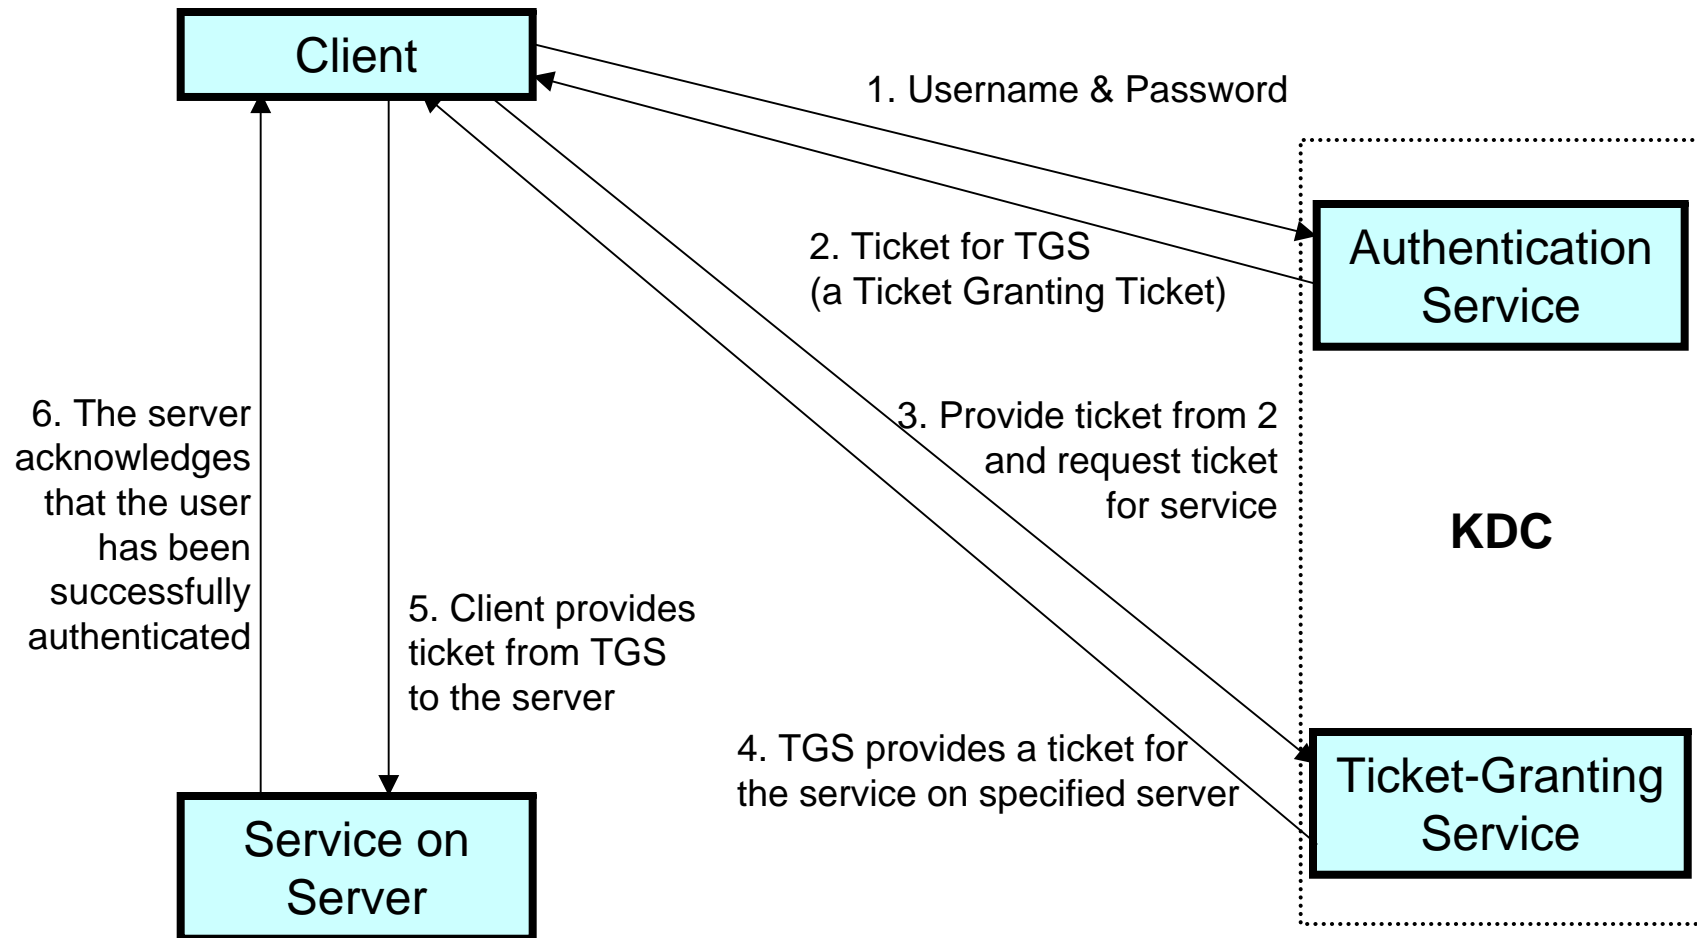 Client
1. Username & Password
2. Ticket for TGS
(a Ticket Granting Ticket)
Authentication
Service
3. Provide ticket from 2
and request ticket
for service
KDC
6. The server
acknowledges
that the user
has been
successfully
authenticated
5. Client provides
ticket from TGS
to the server
4. TGS provides a ticket for
the service on specified server
Ticket-Granting
Service
Service on
Server